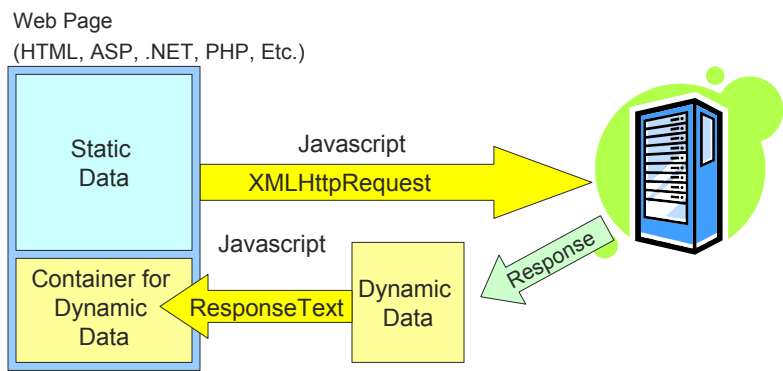 Web Page
(HTML, ASP, .NET, PHP, Etc.)
Static
Data
Javascript
XMLHttpRequest
Javascript
Response
Container for
Dynamic
Data
ResponseText
Dynamic
Data